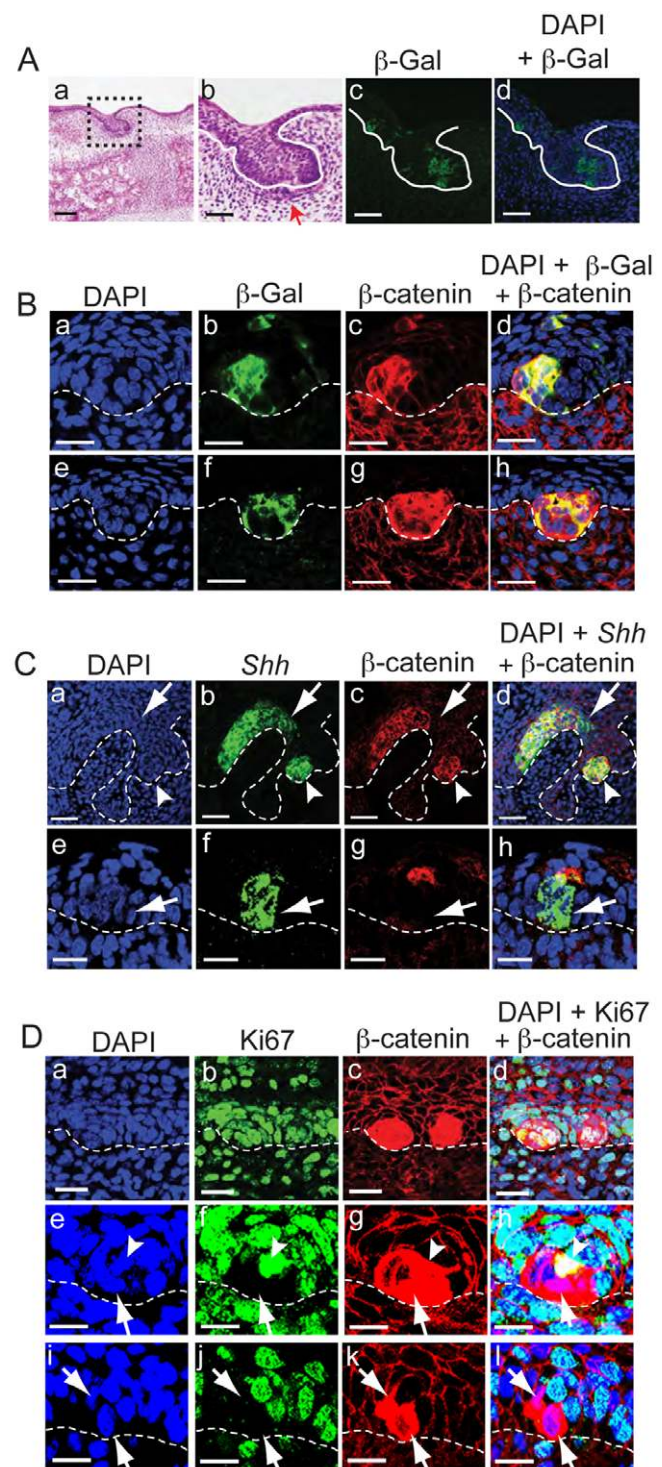 DAPI
A β-Gal + β-Gal
a b c d
DAPI + β-Gal
B DAPI β-Gal β-catenin + β-catenin
a b c d
e f g h
DAPI + Shh
C DAPI Shh β-catenin + β-catenin
a b c d
e f g h
DAPI + Ki67
D DAPI Ki67 β-catenin + β-catenin
a b c d
e f g h
i j k l